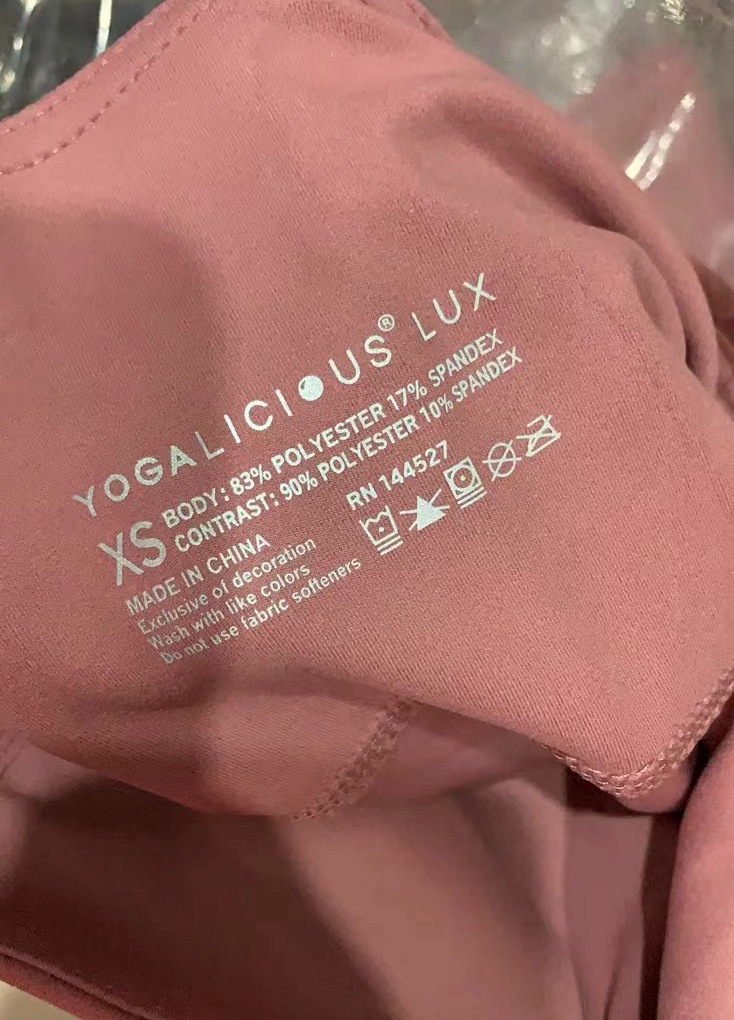 YOGALICIOUS® LUX
XS
BODY: 83% POLYESTER 17% SPANDEX
CONTRAST: 90% POLYESTER 10% SPANDEX
MADE IN CHINA
RN 144527
Exclusive of decoration
Wash with like colors
Do not use fabric softeners